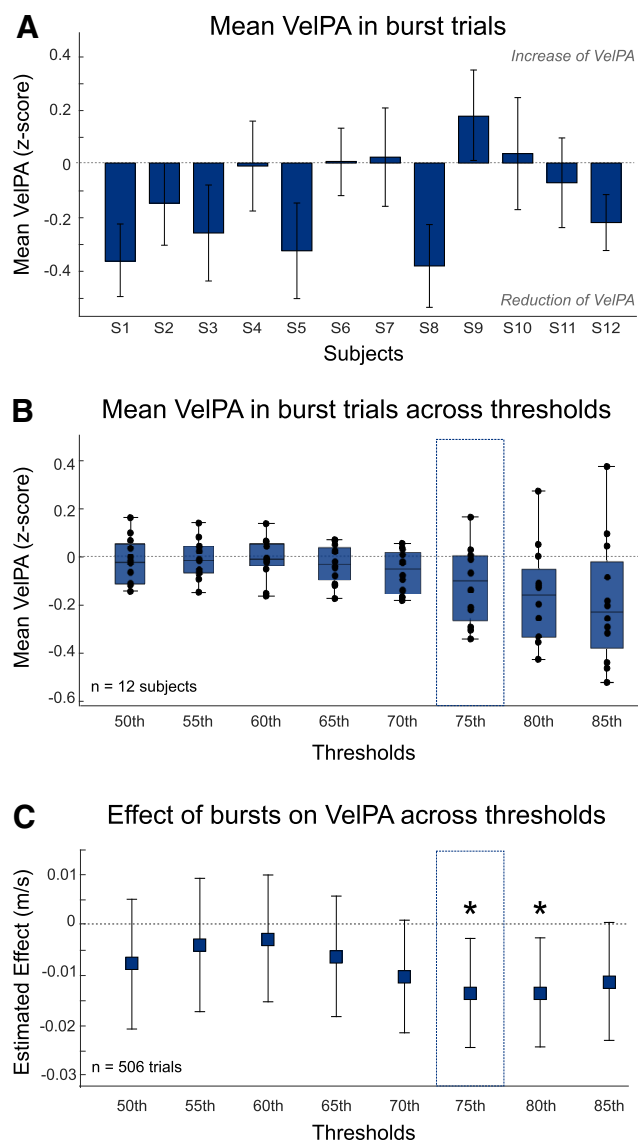 A
Mean VelPA in burst trials
Increase of VelPA
Mean VelPA (z-score)
0.4
0.2
0
-0.2
-0.4
Reduction of VelPA
S1 S2 S3 S4 S5 S6 S7 S8 S9 S10 S11 S12
Subjects
B
Mean VelPA in burst trials across thresholds
Mean VelPA (z-score)
0.4
0.2
0
-0.2
-0.4
-0.6
n = 12 subjects
50th 55th 60th 65th 70th 75th 80th 85th
Thresholds
C
Effect of bursts on VelPA across thresholds
Estimated Effect (m/s)
0.01
0
-0.01
-0.02
-0.03
* *
n = 506 trials
50th 55th 60th 65th 70th 75th 80th 85th
Thresholds